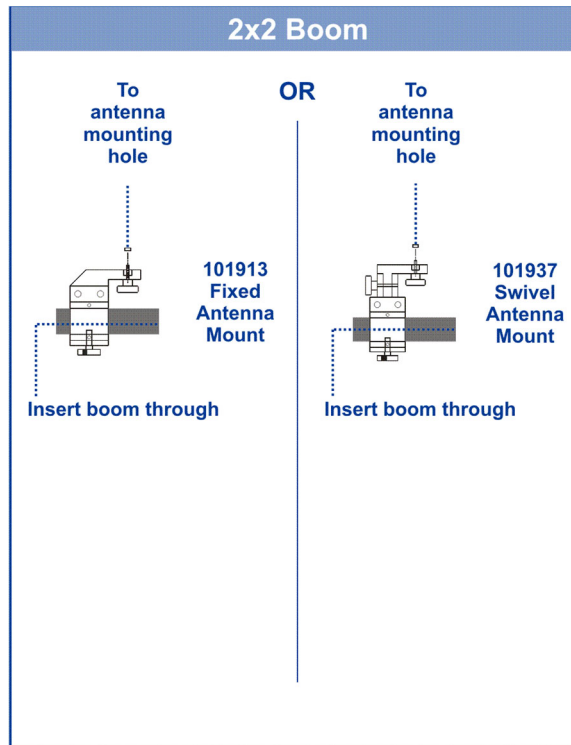 2x2 Boom
To
antenna
mounting
hole
OR
To
antenna
mounting
hole
101913
Fixed
Antenna
Mount
101937
Swivel
Antenna
Mount
Insert boom through
Insert boom through